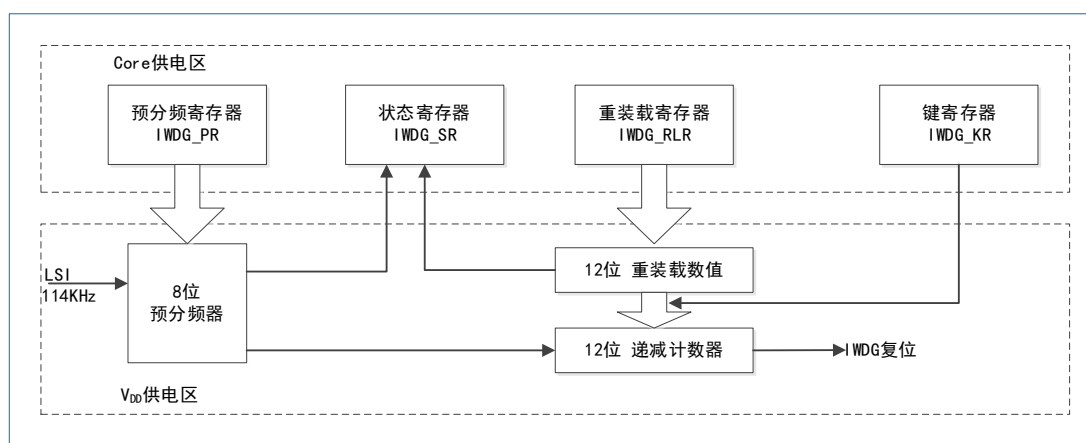 Core供电区
预分频寄存器
IWDG_PR
状态寄存器
IWDG_SR
重装载寄存器
IWDG_RLR
键寄存器
IWDG_KR
LSI
114KHz
8位
预分频器
12位 重装载数值
12位 递减计数器
IWDG复位
VDD供电区